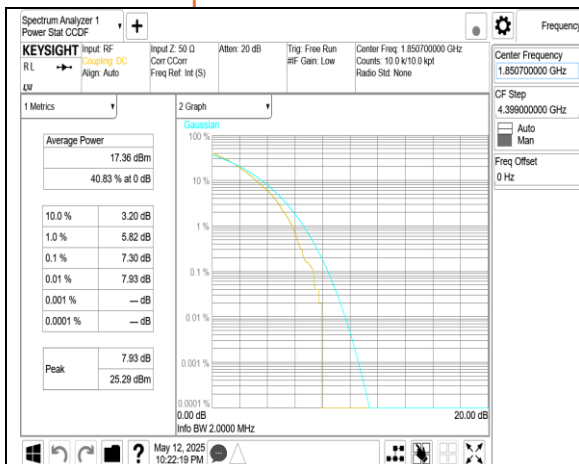 Spectrum Analyzer 1
Power Stat CCDF
Frequency
KEYSIGHT
RL
LXI
Input: RF
Coupling: DC
Align: Auto
Input Z: 50 Ω
Corr CCorr
Freq Ref: Int (S)
Atten: 20 dB
Trig: Free Run
#IF Gain: Low
Center Freq: 1.850700000 GHz
Counts: 10.0 k/10.0 kpt
Radio Std: None
Center Frequency
1.850700000 GHz
CF Step
4.399000000 GHz
Auto
Man
Freq Offset
0 Hz
1 Metrics
Average Power
17.36 dBm
40.83 % at 0 dB
10.0 % 3.20 dB
1.0 % 5.82 dB
0.1 % 7.30 dB
0.01 % 7.93 dB
0.001 % --- dB
0.0001 % --- dB
Peak
7.93 dB
25.29 dBm
2 Graph
Gaussian
100 %
10 %
1 %
0.1 %
0.01 %
0.001 %
0.0001 %
0.00 dB 20.00 dB
Info BW 2.0000 MHz
?
May 12, 2025
10:22:19 PM